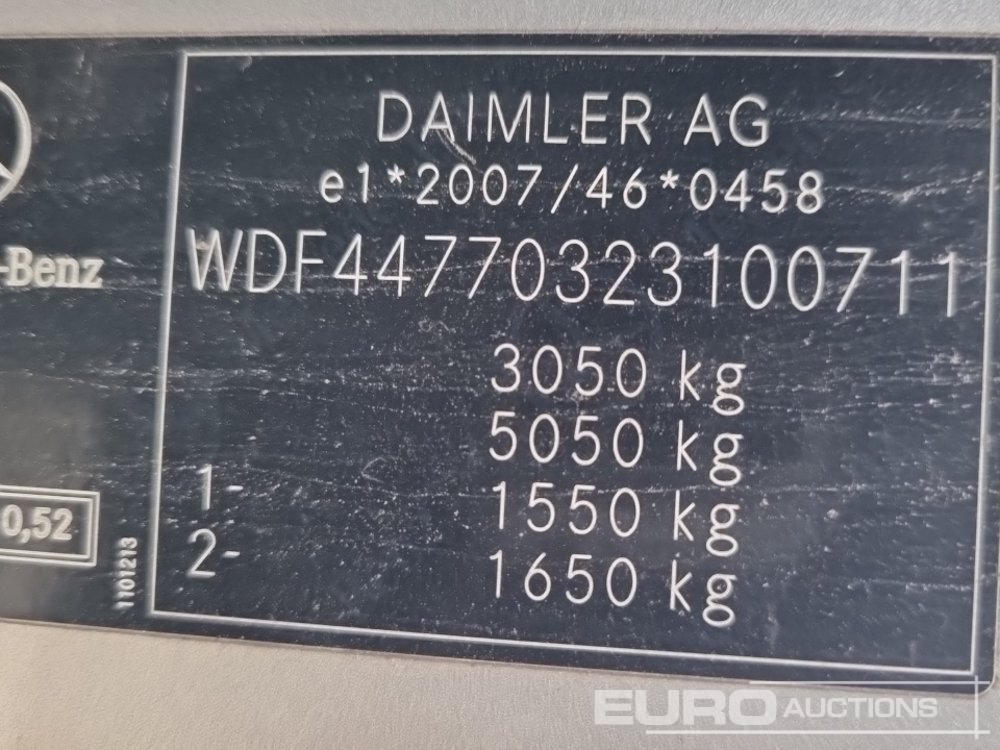 DAIMLER AG
e1*2007/46*0458
WDF44770323100711
-Benz
3050 kg
5050 kg
1- 1550 kg
2- 1650 kg
0,52
1101213
EURO AUCTIONS